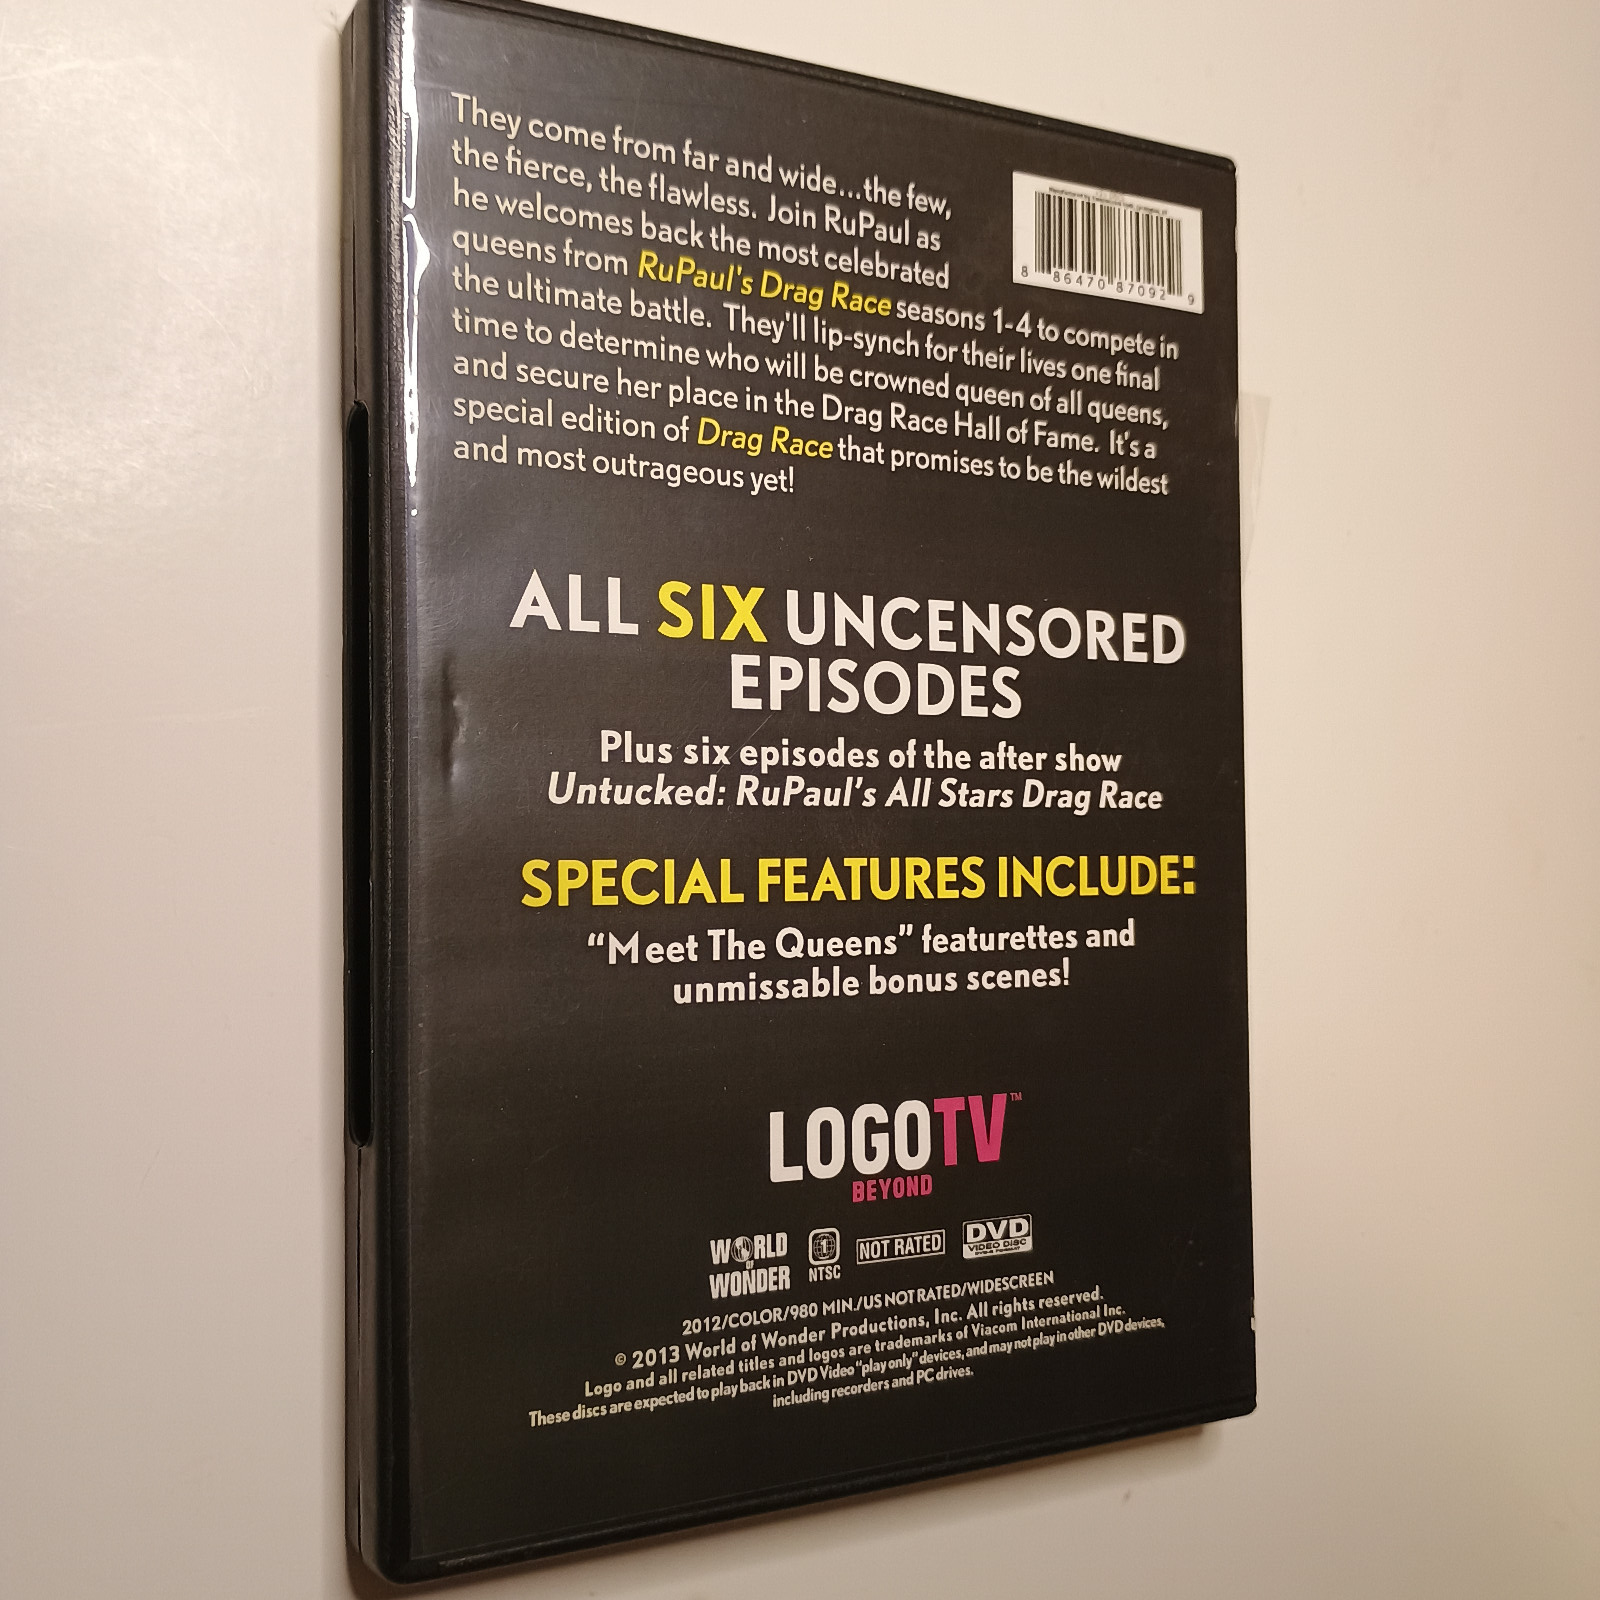 They come from far and wide...the few,
the fierce, the flawless. Join RuPaul as
he welcomes back the most celebrated
queens from RuPaul's Drag Race seasons 1-4 to compete in
the ultimate battle. They'll lip-synch for their lives one final
time to determine who will be crowned queen of all queens,
and secure her place in the Drag Race Hall of Fame. It's a
special edition of Drag Race that promises to be the wildest
and most outrageous yet!
8 86470 87092 9
ALL SIX UNCENSORED
EPISODES
Plus six episodes of the after show
Untucked: RuPaul's All Stars Drag Race
SPECIAL FEATURES INCLUDE:
“Meet The Queens” featurettes and
unmissable bonus scenes!
LOGOTV™
BEYOND
WORLD
OF
WONDER
1
NTSC
NOT RATED
DVD
VIDEO DISC
2012/COLOR/980 MIN./US NOT RATED/WIDESCREEN
© 2013 World of Wonder Productions, Inc. All rights reserved.
Logo and all related titles and logos are trademarks of Viacom International Inc.
These discs are expected to play back in DVD Video "play only" devices, and may not play in other DVD devices,
including recorders and PC drives.